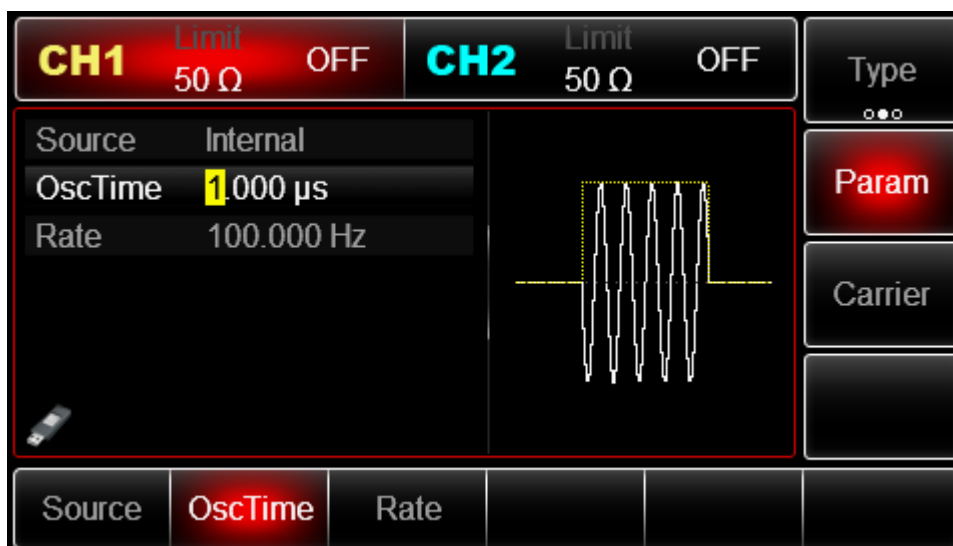 CH1 Limit 50 Ω OFF
CH2 Limit 50 Ω OFF
Type
Source Internal
OscTime 1.000 µs
Rate 100.000 Hz
Param
Carrier
Source OscTime Rate